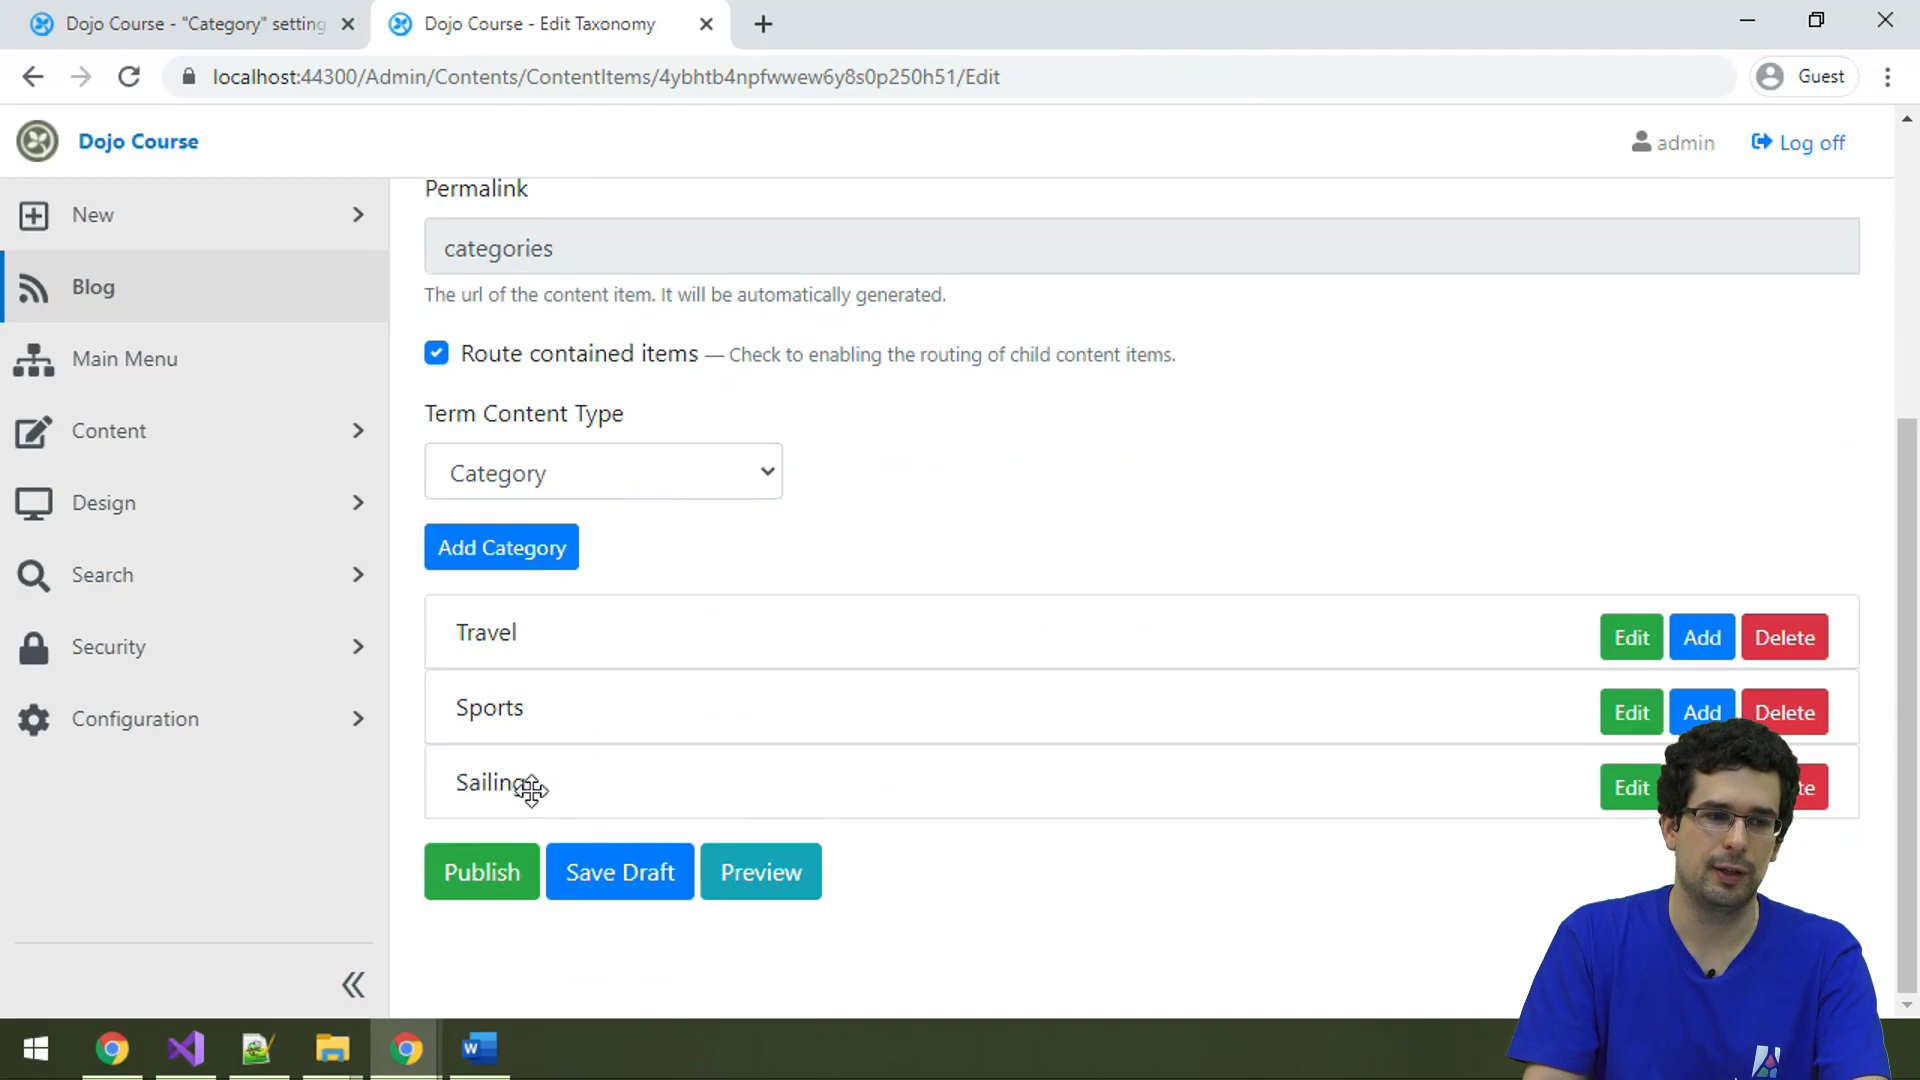 Dojo Course - "Category" setting
Dojo Course - Edit Taxonomy
localhost:44300/Admin/Contents/ContentItems/4ybhtb4npfwwew6y8s0p250h51/Edit
Guest
Dojo Course
admin
Log off
New
Blog
Main Menu
Content
Design
Search
Security
Configuration
Permalink
categories
The url of the content item. It will be automatically generated.
Route contained items — Check to enabling the routing of child content items.
Term Content Type
Category
Add Category
Travel
Edit Add Delete
Sports
Edit Add Delete
Sailing
Edit
Publish
Save Draft
Preview